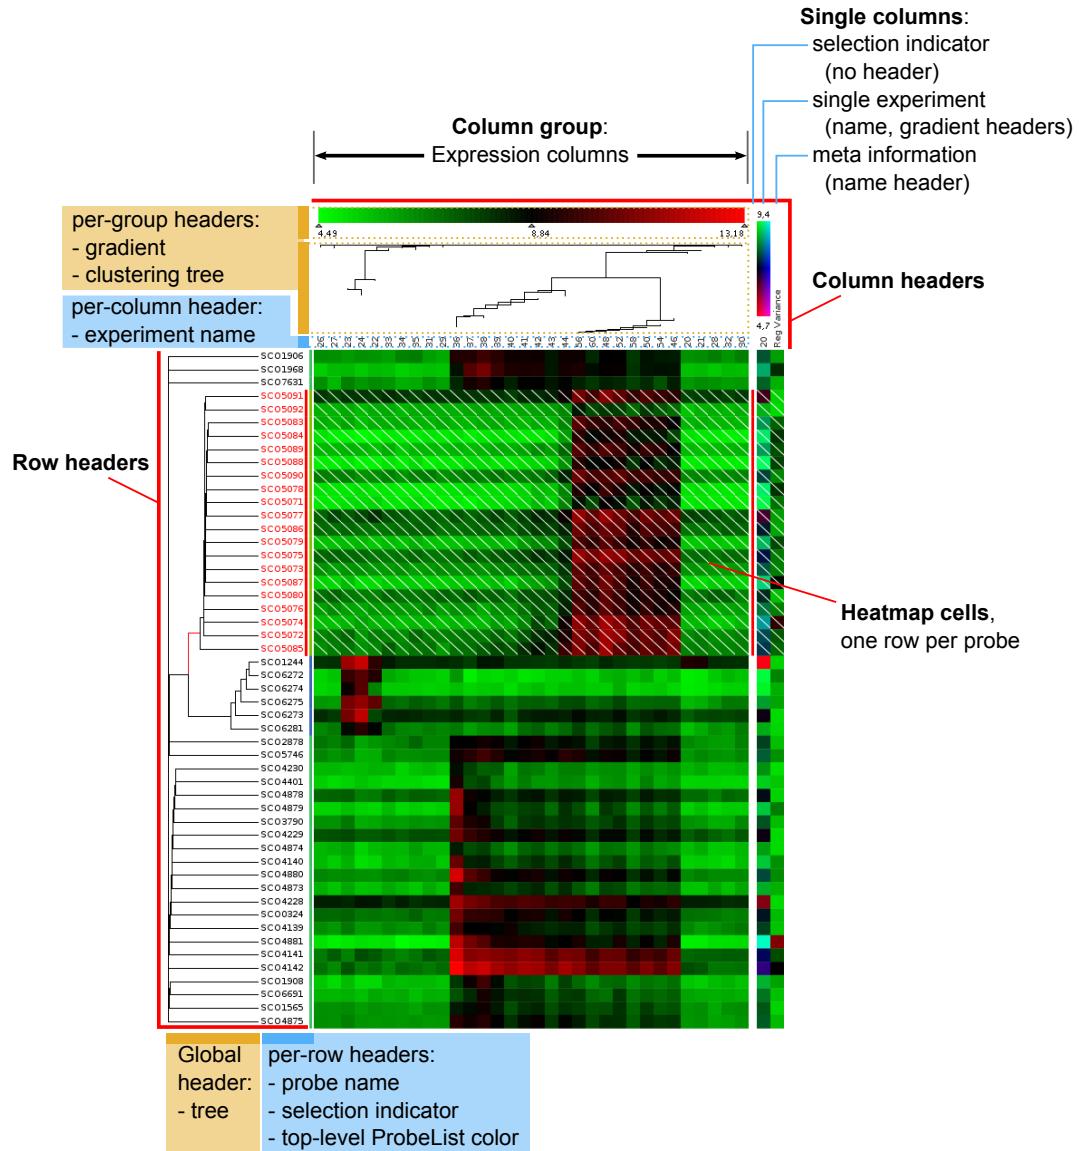 Single columns:
selection indicator
(no header)
single experiment
(name, gradient headers)
meta information
(name header)
Column group:
Expression columns
per-group headers:
- gradient
- clustering tree
per-column header:
- experiment name
4.49
8.84
13.18
9,4
4,7
Column headers
20
Reg Variance
Row headers
SCO1906
SCO1968
SCO7631
SCO5091
SCO5092
SCO5083
SCO5084
SCO5089
SCO5088
SCO5090
SCO5078
SCO5071
SCO5077
SCO5086
SCO5079
SCO5075
SCO5073
SCO5087
SCO5080
SCO5076
SCO5074
SCO5072
SCO5085
SCO1244
SCO6272
SCO6274
SCO6275
SCO6273
SCO6281
SCO2878
SCO5746
SCO4230
SCO4401
SCO4878
SCO4879
SCO3790
SCO4229
SCO4874
SCO4140
SCO4880
SCO4873
SCO4228
SCO0324
SCO4139
SCO4881
SCO4141
SCO4142
SCO1908
SCO6691
SCO1565
SCO4875
Heatmap cells,
one row per probe
Global
header:
- tree
per-row headers:
- probe name
- selection indicator
- top-level ProbeList color